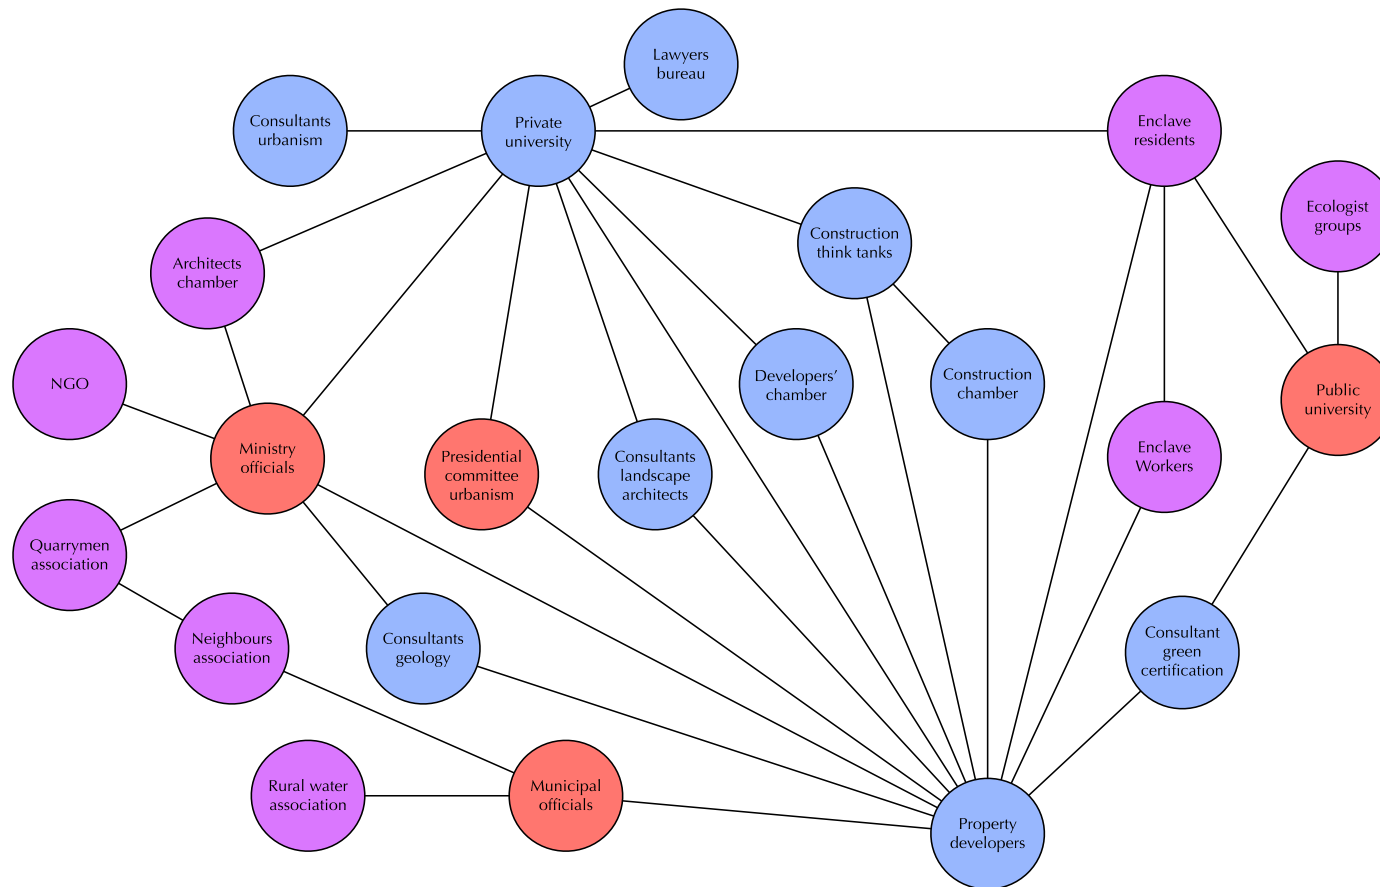 Lawyers
bureau
Consultants
urbanism
Private
university
Enclave
residents
Ecologist
groups
Construction
think tanks
Architects
chamber
NGO
Developers’
chamber
Construction
chamber
Public
university
Ministry
officials
Presidential
committee
urbanism
Consultants
landscape
architects
Enclave
Workers
Quarrymen
association
Neighbours
association
Consultants
geology
Consultant
green
certification
Rural water
association
Municipal
officials
Property
developers